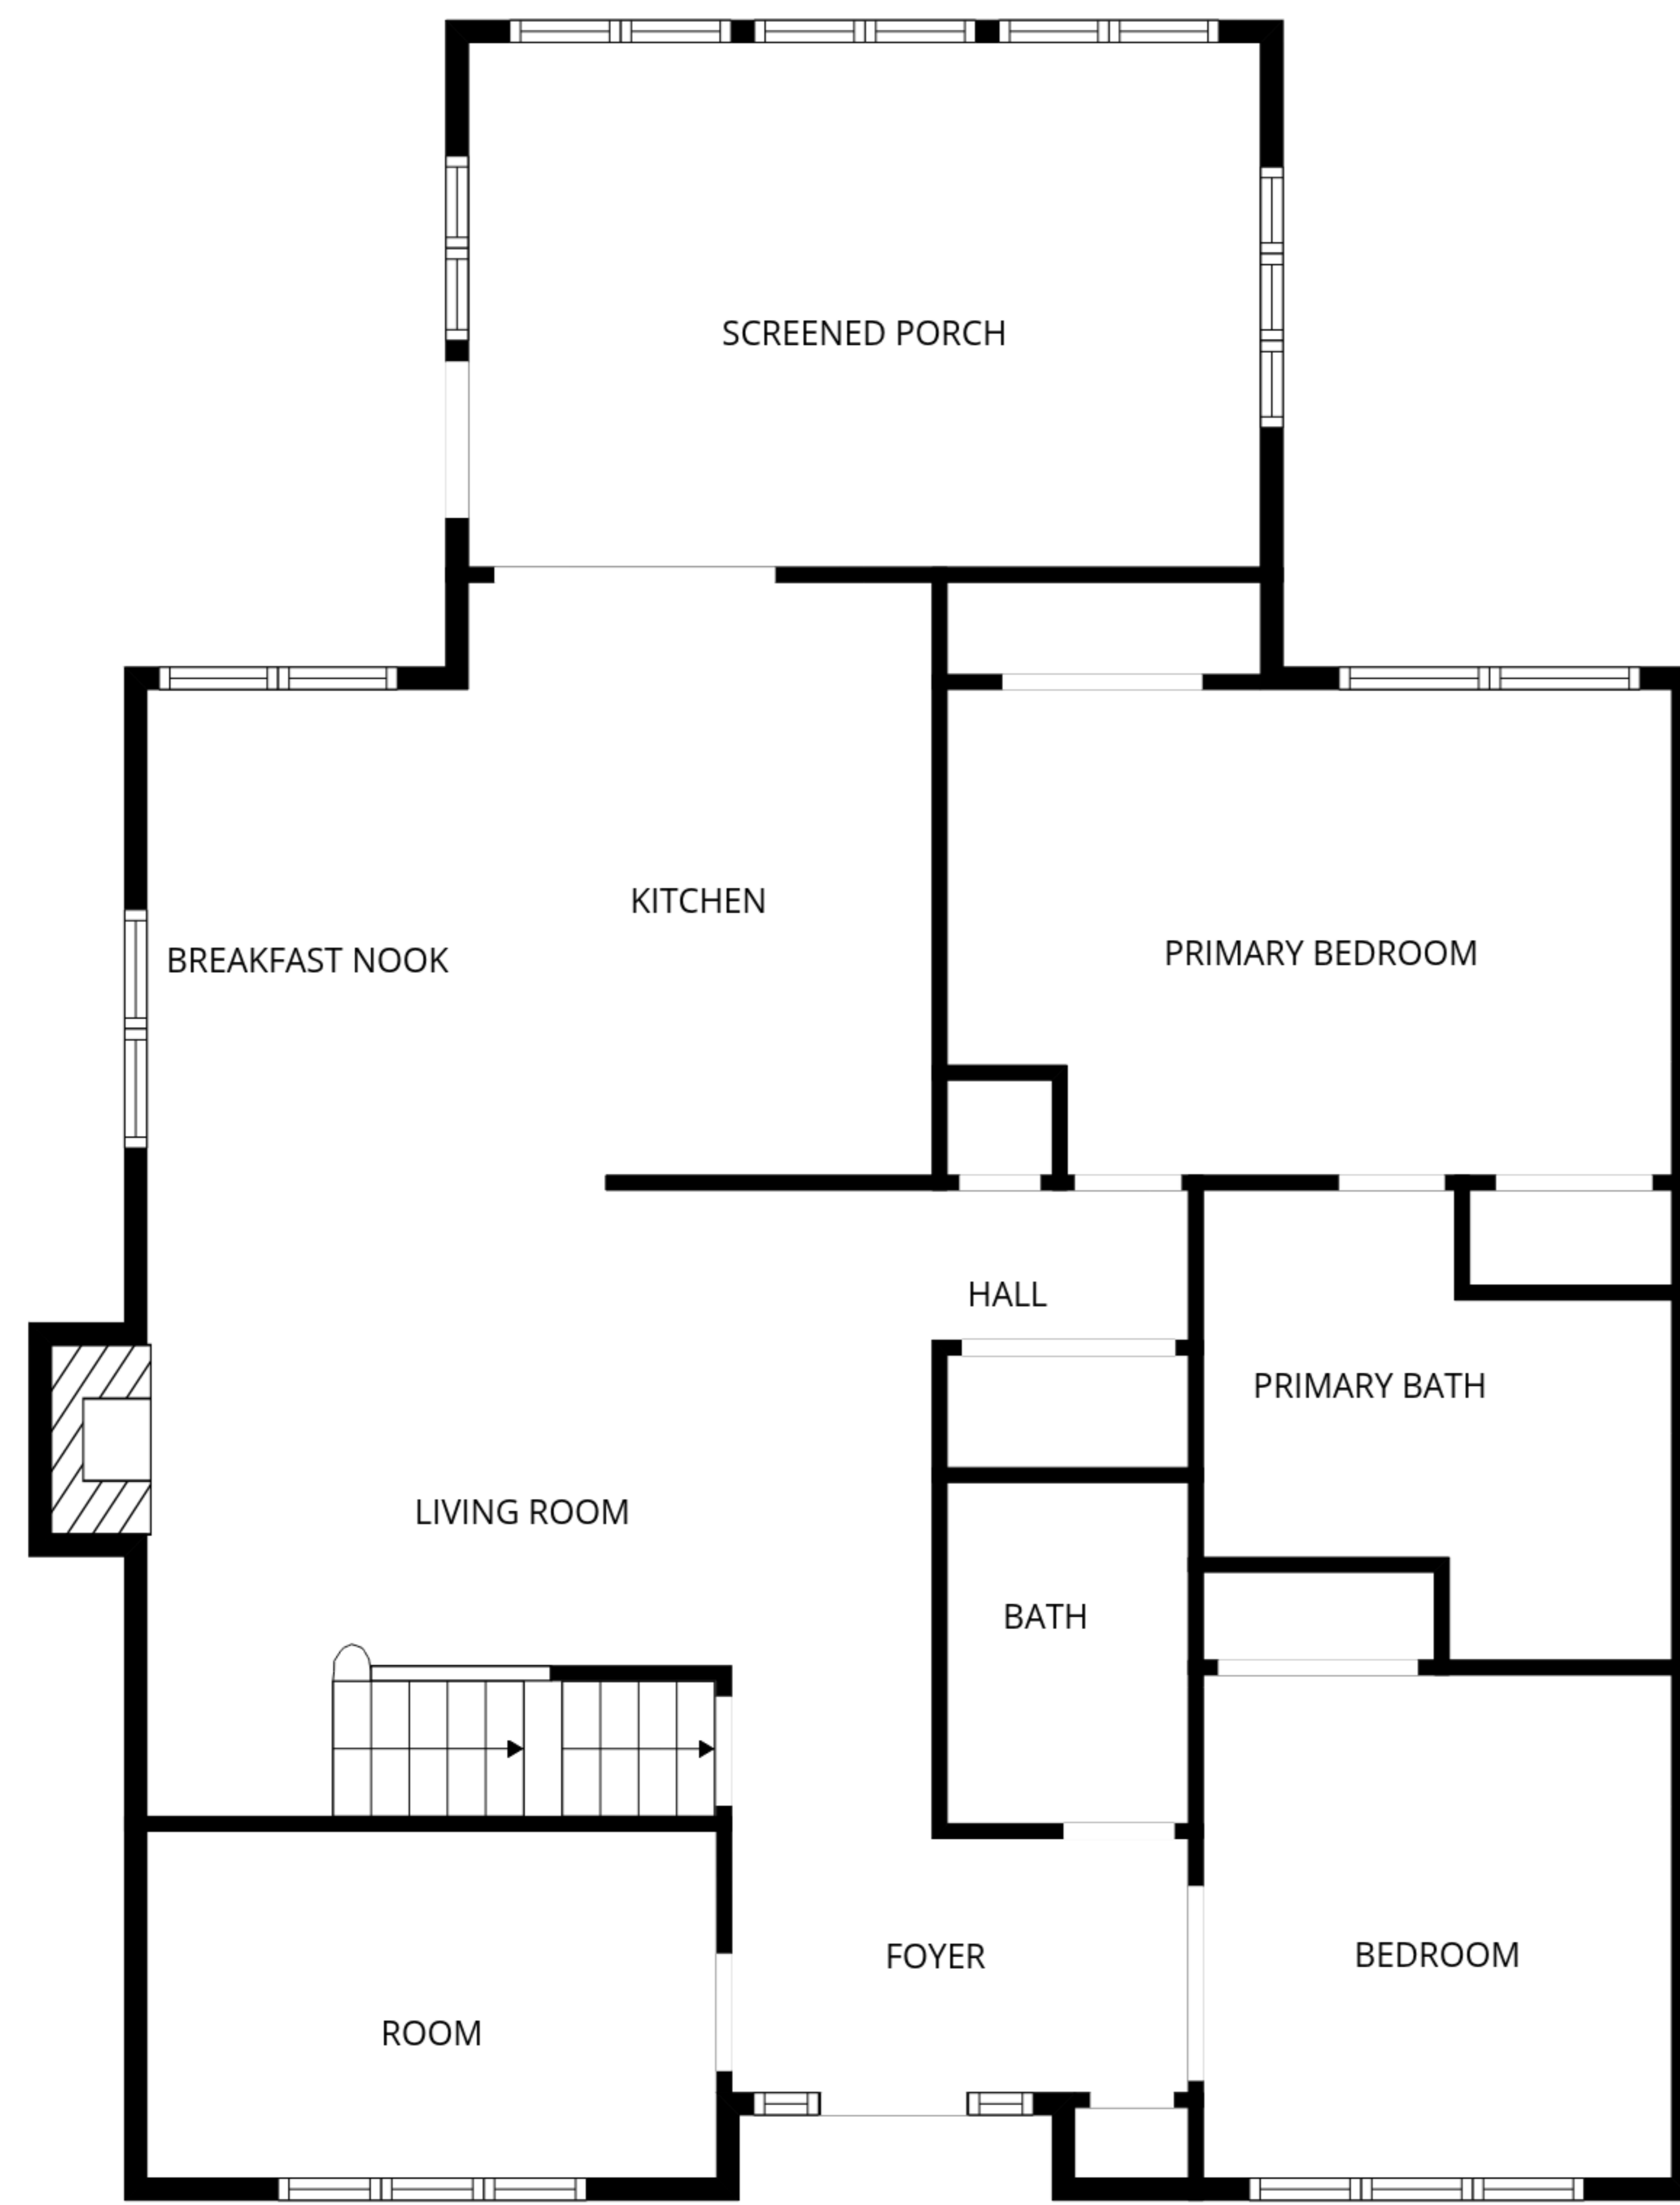 SCREENED PORCH
KITCHEN
BREAKFAST NOOK
PRIMARY BEDROOM
HALL
PRIMARY BATH
LIVING ROOM
BATH
FOYER
BEDROOM
ROOM